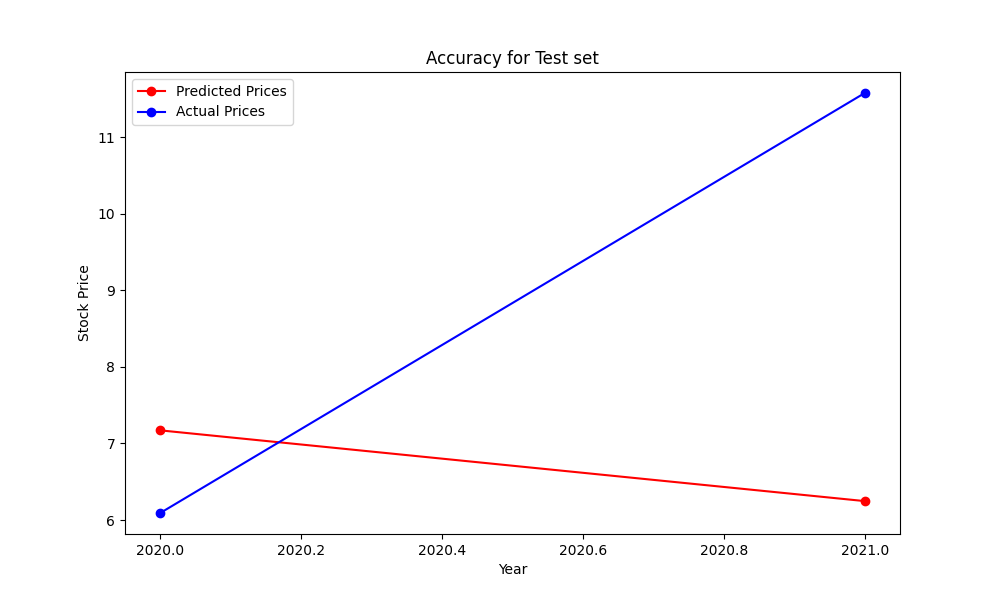 Accuracy for Test set
Predicted Prices
Actual Prices
11
10
9
8
7
6
Stock Price
2020.0 2020.2 2020.4 2020.6 2020.8 2021.0
Year